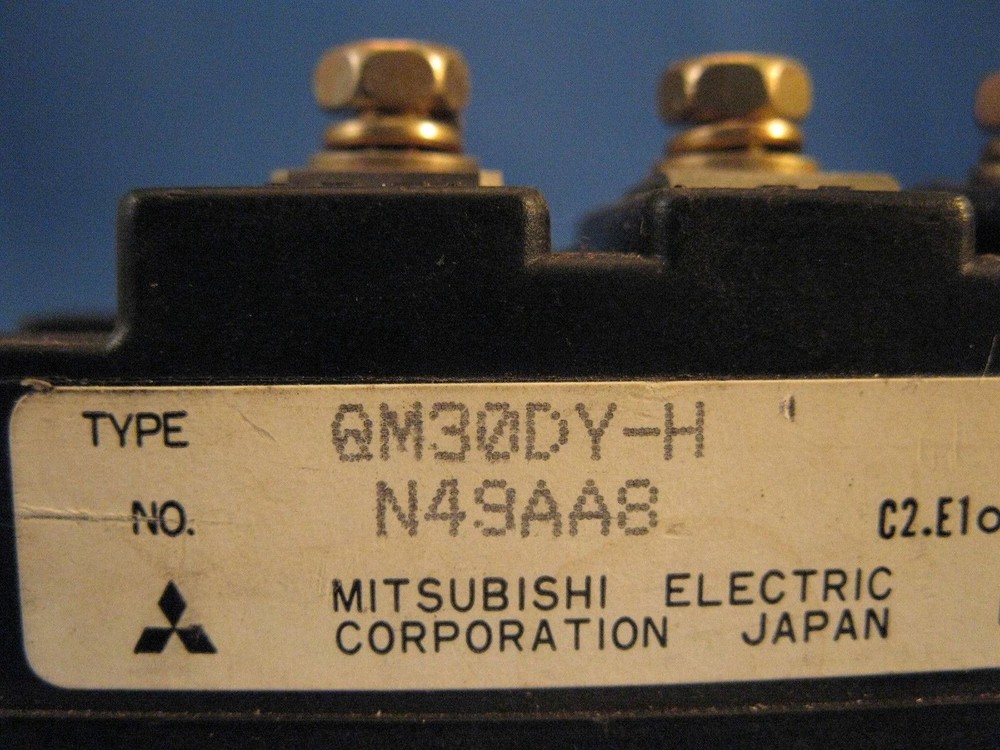 TYPE QM30DY-H
NO. N49AA8
C2.E1
MITSUBISHI ELECTRIC
CORPORATION JAPAN